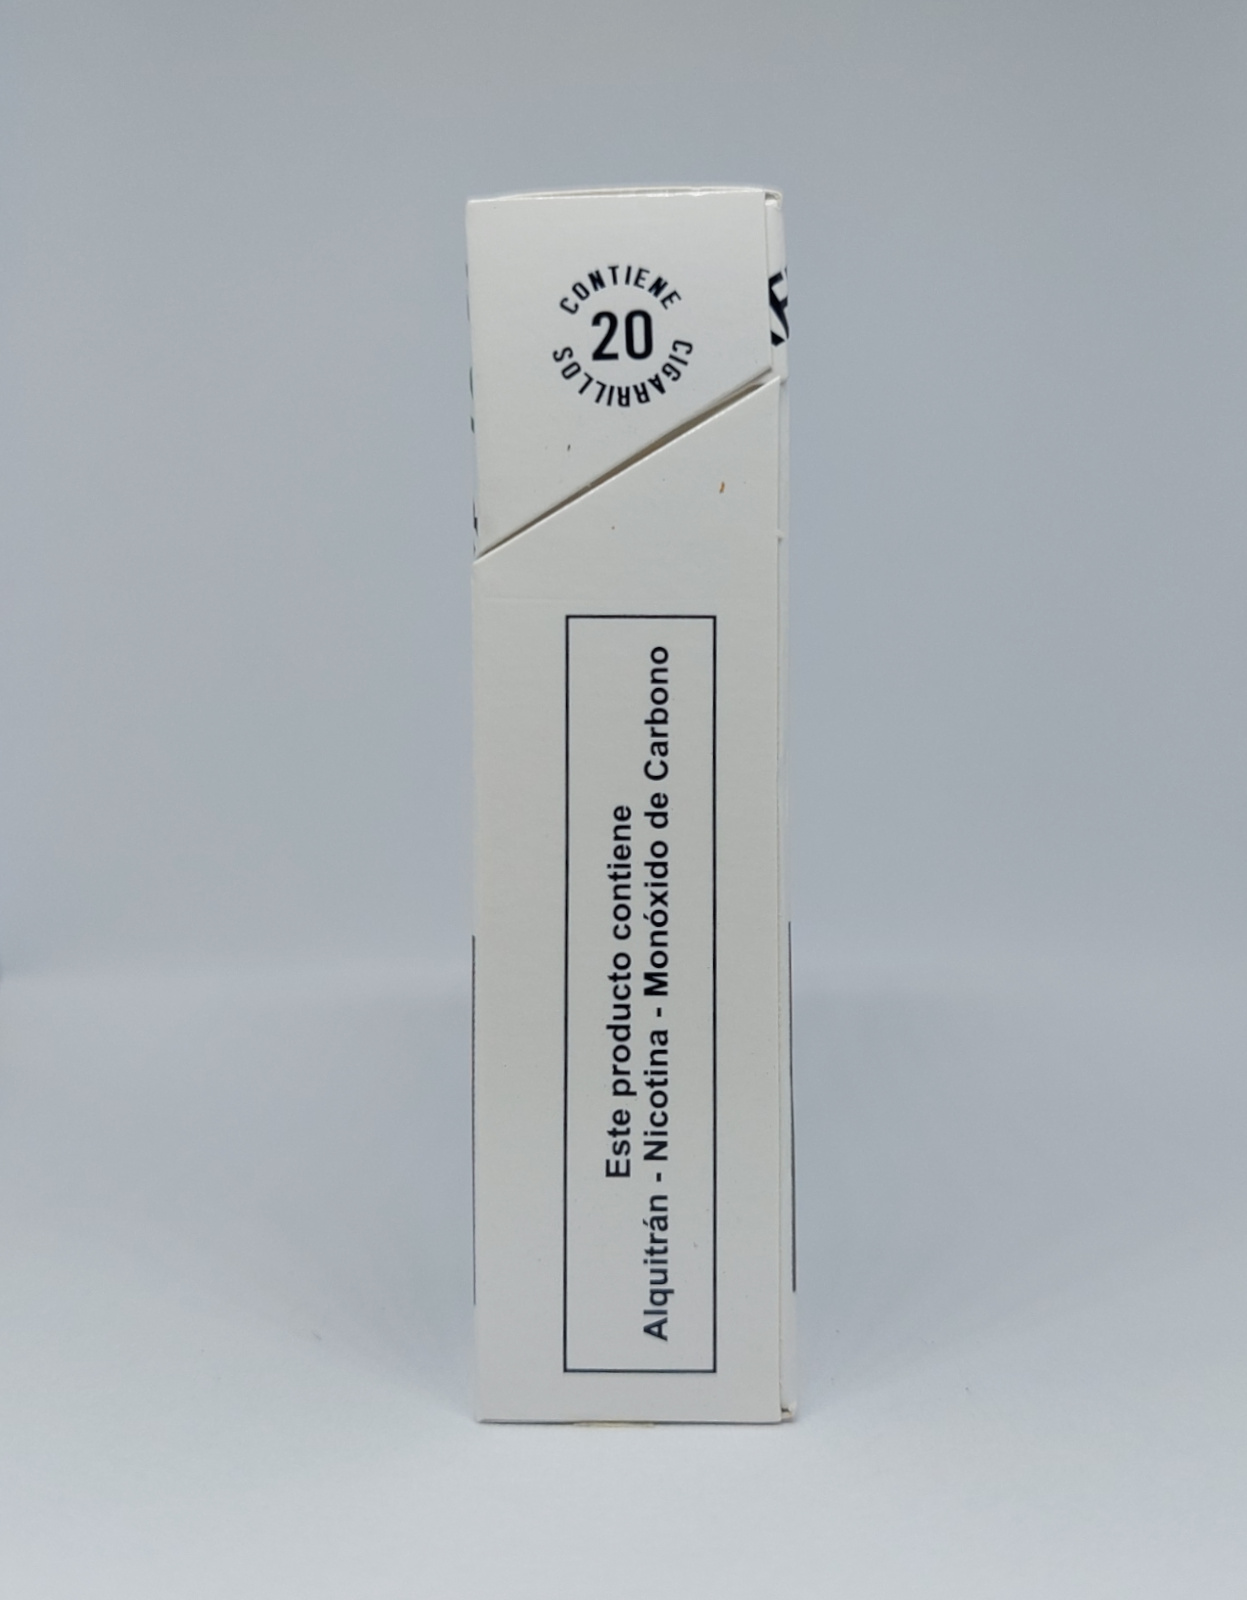 CONTIENE
20
CIGARRILLOS
Este producto contiene
Alquitrán - Nicotina - Monóxido de Carbono